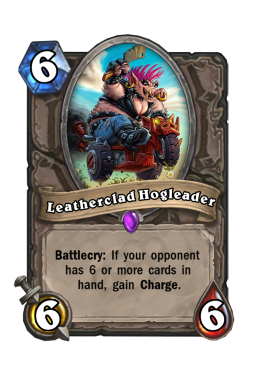 6
Leatherclad Hogleader
Battlecry: If your opponent
has 6 or more cards in
hand, gain Charge.
6 6